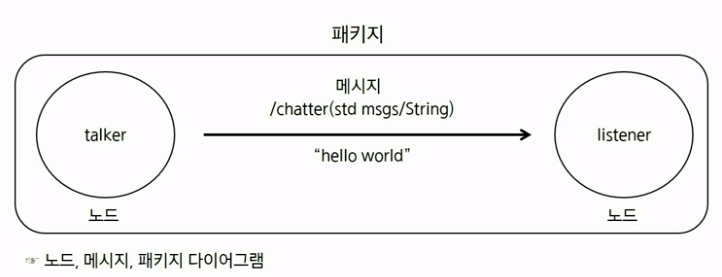 패키지
메시지
/chatter(std msgs/String)
talker
listener
“hello world”
노드
노드
☞ 노드, 메시지, 패키지 다이어그램